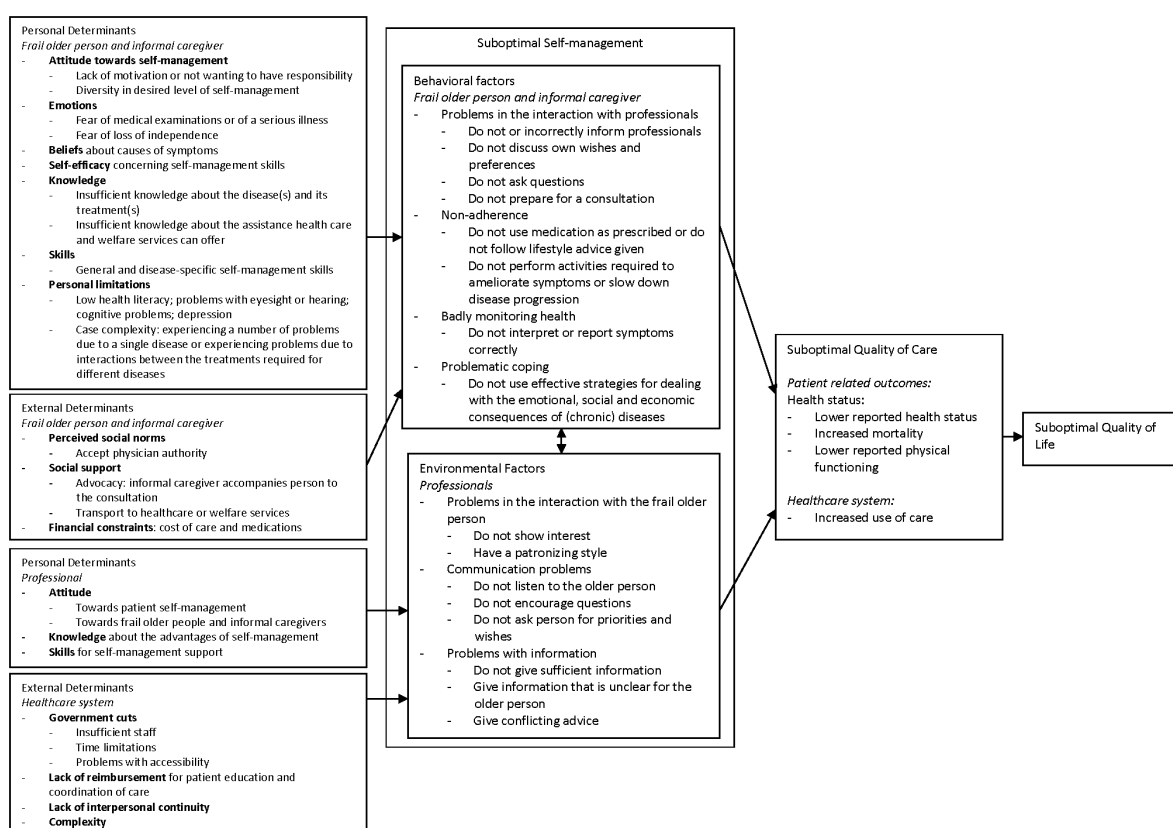 Personal Determinants
Frail older person and informal caregiver
- Attitude towards self-management
- Lack of motivation or not wanting to have responsibility
- Diversity in desired level of self-management
- Emotions
- Fear of medical examinations or of a serious illness
- Fear of loss of independence
- Beliefs about causes of symptoms
- Self-efficacy concerning self-management skills
- Knowledge
- Insufficient knowledge about the disease(s) and its
treatment(s)
- Insufficient knowledge about the assistance health care
and welfare services can offer
- Skills
- General and disease-specific self-management skills
- Personal limitations
- Low health literacy; problems with eyesight or hearing;
cognitive problems; depression
- Case complexity: experiencing a number of problems
due to a single disease or experiencing problems due to
interactions between the treatments required for
different diseases
External Determinants
Frail older person and informal caregiver
- Perceived social norms
- Accept physician authority
- Social support
- Advocacy: informal caregiver accompanies person to
the consultation
- Transport to healthcare or welfare services
- Financial constraints: cost of care and medications
Personal Determinants
Professional
- Attitude
- Towards patient self-management
- Towards frail older people and informal caregivers
- Knowledge about the advantages of self-management
- Skills for self-management support
External Determinants
Healthcare system
- Government cuts
- Insufficient staff
- Time limitations
- Problems with accessibility
- Lack of reimbursement for patient education and
coordination of care
- Lack of interpersonal continuity
- Complexity
Suboptimal Self-management
Behavioral factors
Frail older person and informal caregiver
- Problems in the interaction with professionals
- Do not or incorrectly inform professionals
- Do not discuss own wishes and
preferences
- Do not ask questions
- Do not prepare for a consultation
- Non-adherence
- Do not use medication as prescribed or do
not follow lifestyle advice given
- Do not perform activities required to
ameliorate symptoms or slow down
disease progression
- Badly monitoring health
- Do not interpret or report symptoms
correctly
- Problematic coping
- Do not use effective strategies for dealing
with the emotional, social and economic
consequences of (chronic) diseases
Environmental Factors
Professionals
- Problems in the interaction with the frail older
person
- Do not show interest
- Have a patronizing style
- Communication problems
- Do not listen to the older person
- Do not encourage questions
- Do not ask person for priorities and
wishes
- Problems with information
- Do not give sufficient information
- Give information that is unclear for the
older person
- Give conflicting advice
Suboptimal Quality of Care
Patient related outcomes:
Health status:
- Lower reported health status
- Increased mortality
- Lower reported physical
functioning
Healthcare system:
- Increased use of care
Suboptimal Quality of
Life